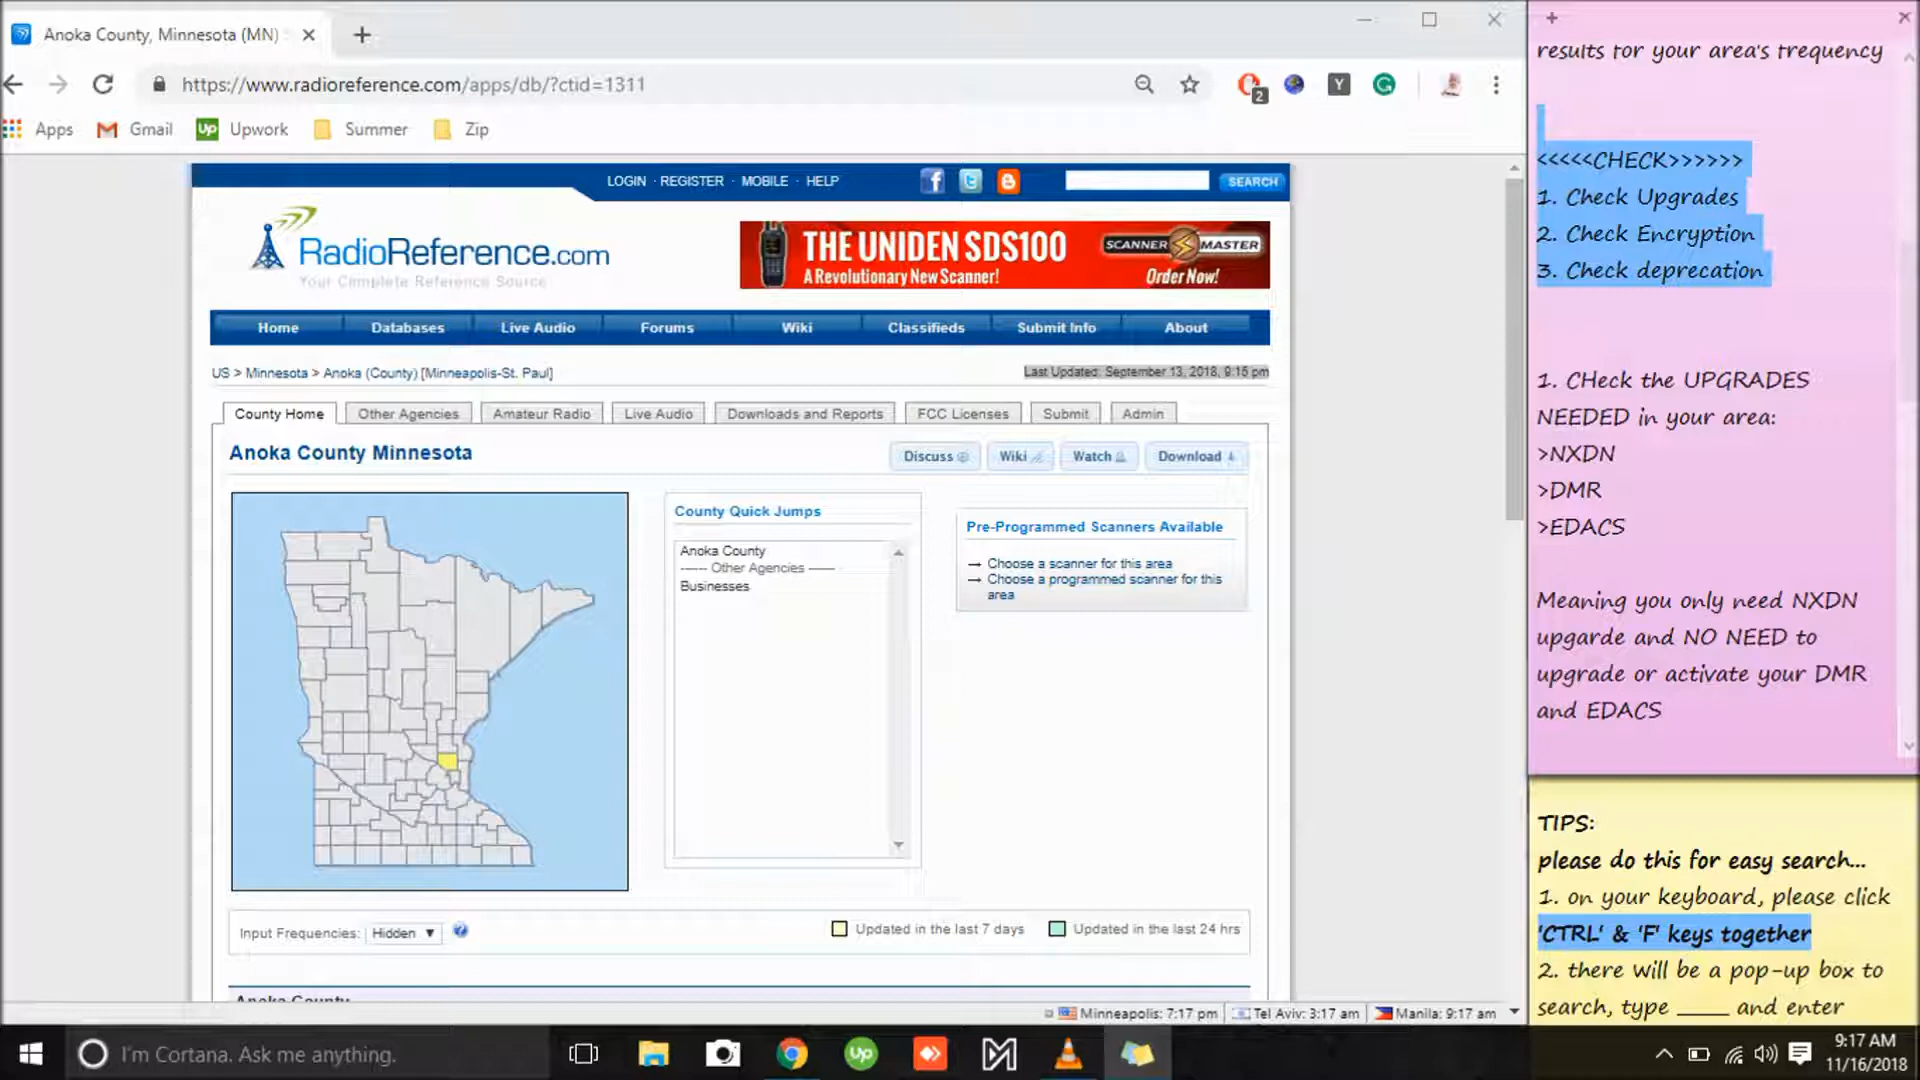 Anoka County, Minnesota (MN)
https://www.radioreference.com/apps/db/?ctid=1311
2
Y
Apps
Gmail
Up Upwork
Summer
Zip
LOGIN · REGISTER · MOBILE · HELP
SEARCH
RadioReference.com
Your Complete Reference Source
THE UNIDEN SDS100
A Revolutionary New Scanner!
SCANNER MASTER
Order Now!
Home
Databases
Live Audio
Forums
Wiki
Classifieds
Submit Info
About
US > Minnesota > Anoka (County) [Minneapolis-St. Paul]
Last Updated: September 13, 2018, 9:15 pm
County Home
Other Agencies
Amateur Radio
Live Audio
Downloads and Reports
FCC Licenses
Submit
Admin
Anoka County Minnesota
Discuss
Wiki
Watch
Download
County Quick Jumps
Anoka County
------ Other Agencies ------
Businesses
Pre-Programmed Scanners Available
→ Choose a scanner for this area
→ Choose a programmed scanner for this
area
Input Frequencies: Hidden
Updated in the last 7 days
Updated in the last 24 hrs
Anoka County
Minneapolis: 7:17 pm
Tel Aviv: 3:17 am
Manila: 9:17 am
results for your area's frequency
<<<<<CHECK>>>>>>
1. Check Upgrades
2. Check Encryption
3. Check deprecation
1. CHeck the UPGRADES
NEEDED in your area:
>NXDN
>DMR
>EDACS
Meaning you only need NXDN
upgarde and NO NEED to
upgrade or activate your DMR
and EDACS
TIPS:
please do this for easy search...
1. on your keyboard, please click
'CTRL' & 'F' keys together
2. there will be a pop-up box to
search, type _____ and enter
I'm Cortana. Ask me anything.
Up
9:17 AM
11/16/2018